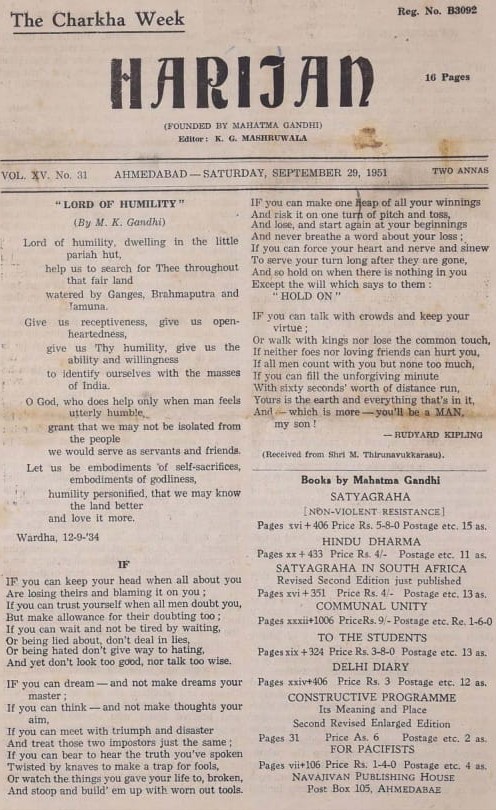 The Charkha Week
Reg. No. B3092
HARIJAN
16 Pages
(FOUNDED BY MAHATMA GANDHI)
Editor: K. G. MASHRUWALA
VOL. XV. No. 31
AHMEDABAD — SATURDAY, SEPTEMBER 29, 1951
TWO ANNAS
"LORD OF HUMILITY"
(By M. K. Gandhi)
Lord of humility, dwelling in the little
pariah hut,
help us to search for Thee throughout
that fair land
watered by Ganges, Brahmaputra and
Jamuna.
Give us receptiveness, give us open-
heartedness,
give us Thy humility, give us the
ability and willingness
to identify ourselves with the masses
of India.
O God, who does help only when man feels
utterly humble,
grant that we may not be isolated from
the people
we would serve as servants and friends.
Let us be embodiments of self-sacrifices,
embodiments of godliness,
humility personified, that we may know
the land better
and love it more.
Wardha, 12-9-'34
IF
IF you can keep your head when all about you
Are losing theirs and blaming it on you;
If you can trust yourself when all men doubt you,
But make allowance for their doubting too;
If you can wait and not be tired by waiting,
Or being lied about, don't deal in lies,
Or being hated don't give way to hating,
And yet don't look too good, nor talk too wise.
IF you can dream — and not make dreams your
master;
If you can think — and not make thoughts your
aim,
If you can meet with triumph and disaster
And treat those two impostors just the same;
If you can bear to hear the truth you've spoken
Twisted by knaves to make a trap for fools,
Or watch the things you gave your life to, broken,
And stoop and build' em up with worn out tools.
IF you can make one heap of all your winnings
And risk it on one turn of pitch and toss,
And lose, and start again at your beginnings
And never breathe a word about your loss;
If you can force your heart and nerve and sinew
To serve your turn long after they are gone,
And so hold on when there is nothing in you
Except the will which says to them:
"HOLD ON"
IF you can talk with crowds and keep your
virtue;
Or walk with kings nor lose the common touch,
If neither foes nor loving friends can hurt you,
If all men count with you but none too much,
If you can fill the unforgiving minute
With sixty seconds' worth of distance run,
Yours is the earth and everything that's in it,
And — which is more — you'll be a MAN,
my son!
— RUDYARD KIPLING
(Received from Shri M. Thirunavukkarasu).
Books by Mahatma Gandhi
SATYAGRAHA
[NON-VIOLENT RESISTANCE]
Pages xvi+406 Price Rs. 5-8-0 Postage etc. 15 as.
HINDU DHARMA
Pages xx+433 Price Rs. 4/- Postage etc. 11 as.
SATYAGRAHA IN SOUTH AFRICA
Revised Second Edition just published
Pages xvi+351 Price Rs. 4/- Postage etc. 13 as.
COMMUNAL UNITY
Pages xxxii+1006 Price Rs. 9/- Postage etc. Re. 1-6-0
TO THE STUDENTS
Pages xix+324 Price Rs. 3-8-0 Postage etc. 13 as.
DELHI DIARY
Pages xxiv+406 Price Rs. 3 Postage etc. 12 as.
CONSTRUCTIVE PROGRAMME
Its Meaning and Place
Second Revised Enlarged Edition
Pages 31 Price As. 6 Postage etc. 2 as.
FOR PACIFISTS
Pages vii+106 Price Rs. 1-4-0 Postage etc. 4 as.
NAVAJIVAN PUBLISHING HOUSE
Post Box 105, AHMEDABAD